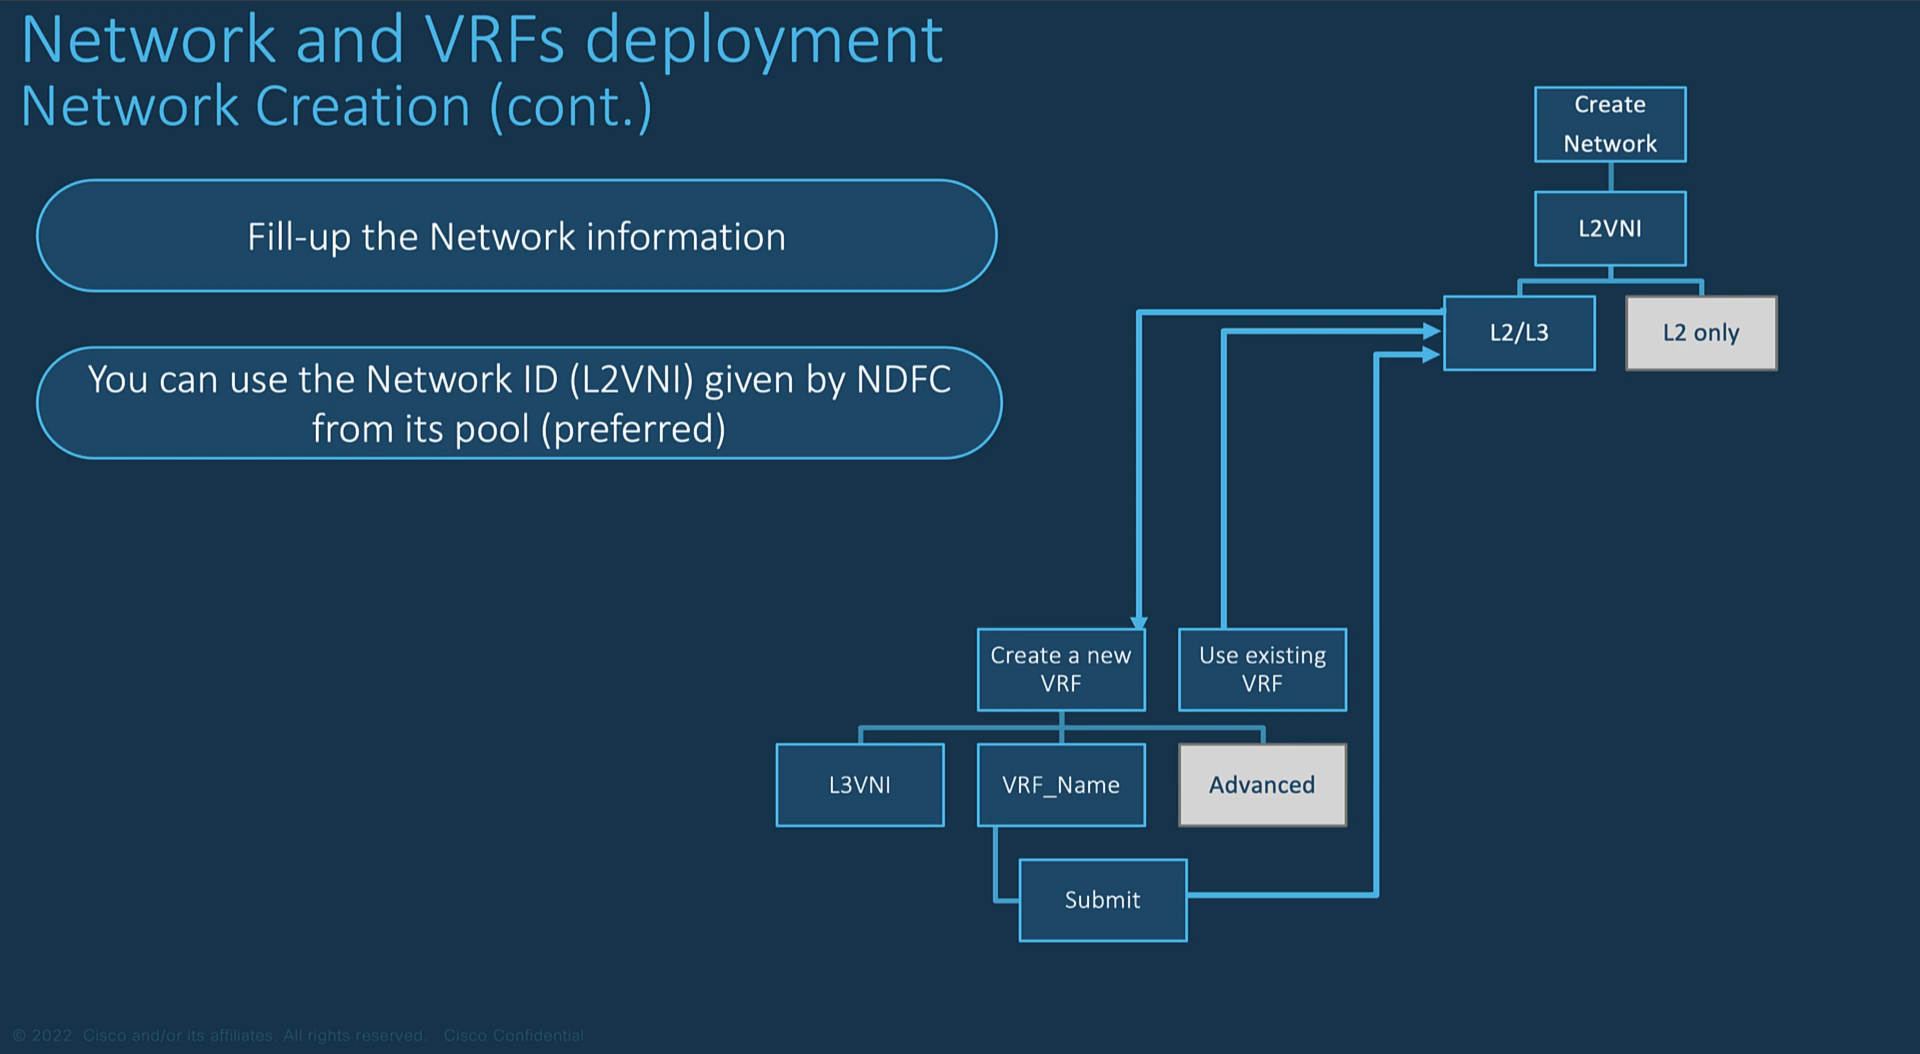 Network and VRFs deployment
Network Creation (cont.)
Fill-up the Network information
You can use the Network ID (L2VNI) given by NDFC
from its pool (preferred)
Create
Network
L2VNI
L2/L3
L2 only
Create a new
VRF
Use existing
VRF
L3VNI
VRF_Name
Advanced
Submit
© 2022 Cisco and/or its affiliates. All rights reserved. Cisco Confidential